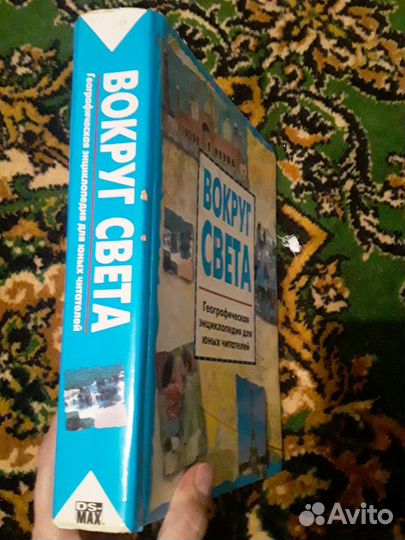 ВОКРУГ СВЕТА
Географическая энциклопедия для юных читателей
DS-
MAX
ВОКРУГ
СВЕТА
Географическая
энциклопедия для
юных читателей
Avito